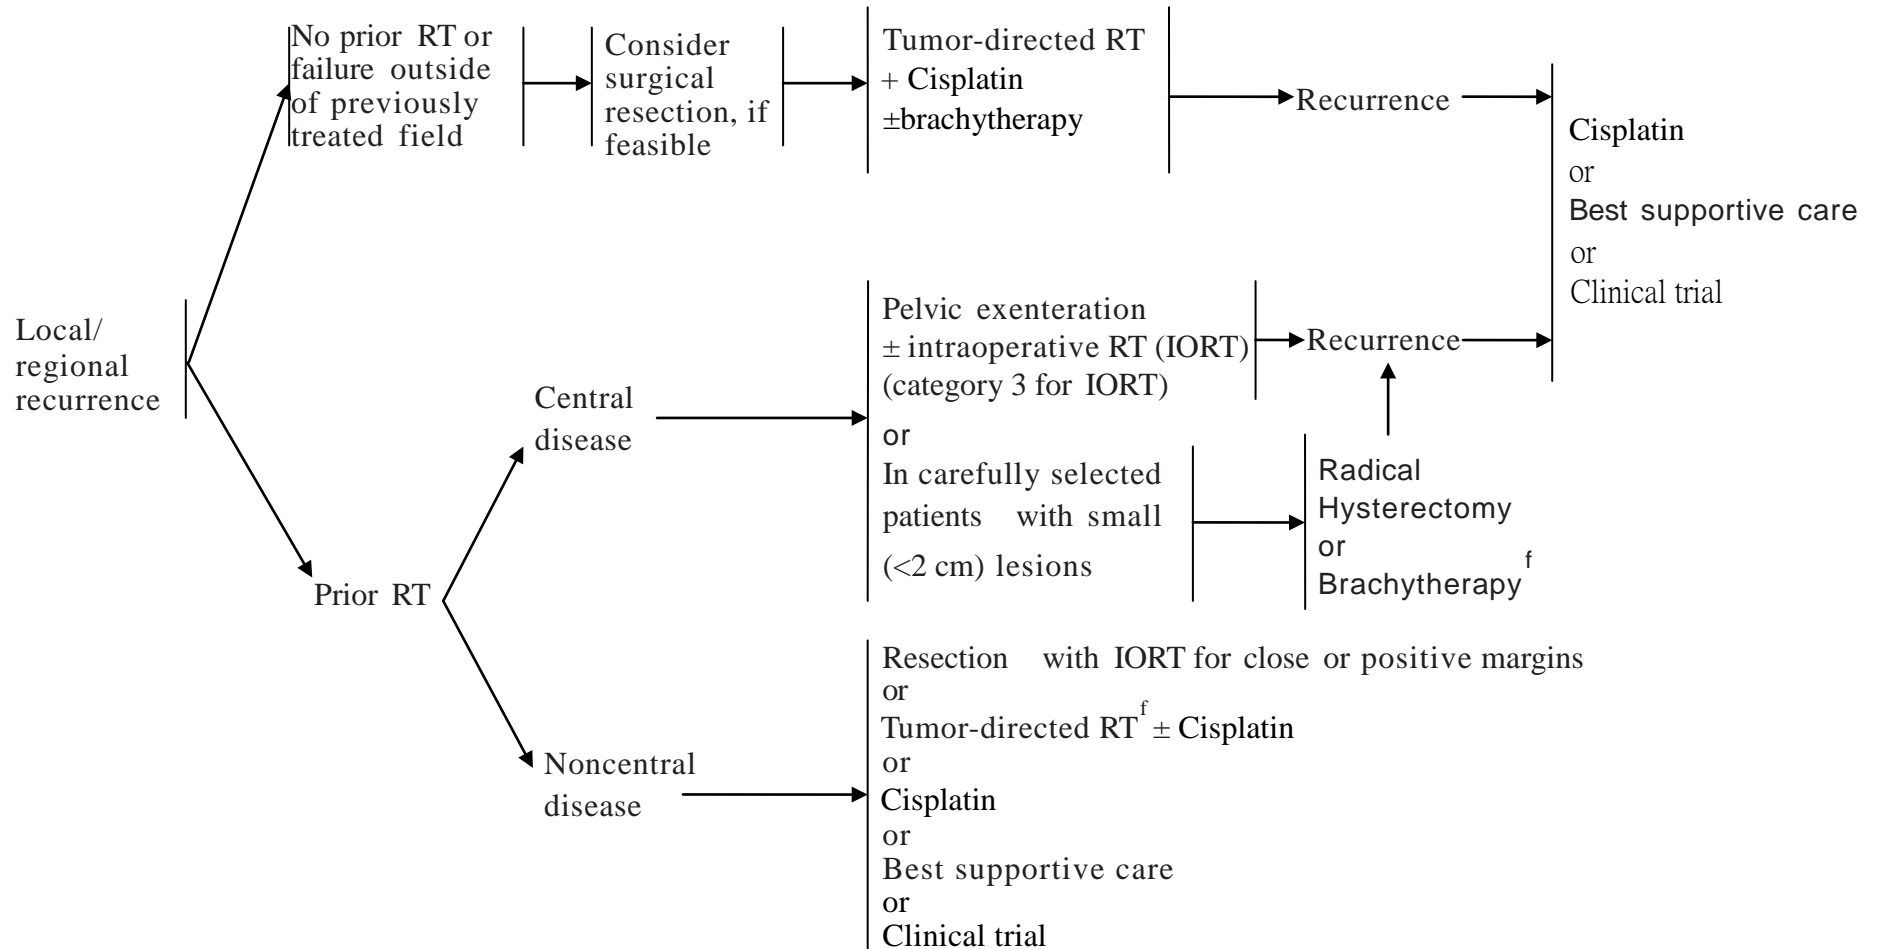 No prior RT or
failure outside
of previously
treated field
Consider
surgical
resection, if
feasible
Tumor-directed RT
+ Cisplatin
±brachytherapy
Recurrence
Cisplatin
or
Best supportive care
or
Clinical trial
Local/
regional
recurrence
Prior RT
Central
disease
Pelvic exenteration
± intraoperative RT (IORT)
(category 3 for IORT)
or
In carefully selected
patients with small
(<2 cm) lesions
Recurrence
Radical
Hysterectomy
or
Brachytherapy f
Noncentral
disease
Resection with IORT for close or positive margins
or
Tumor-directed RT f ± Cisplatin
or
Cisplatin
or
Best supportive care
or
Clinical trial